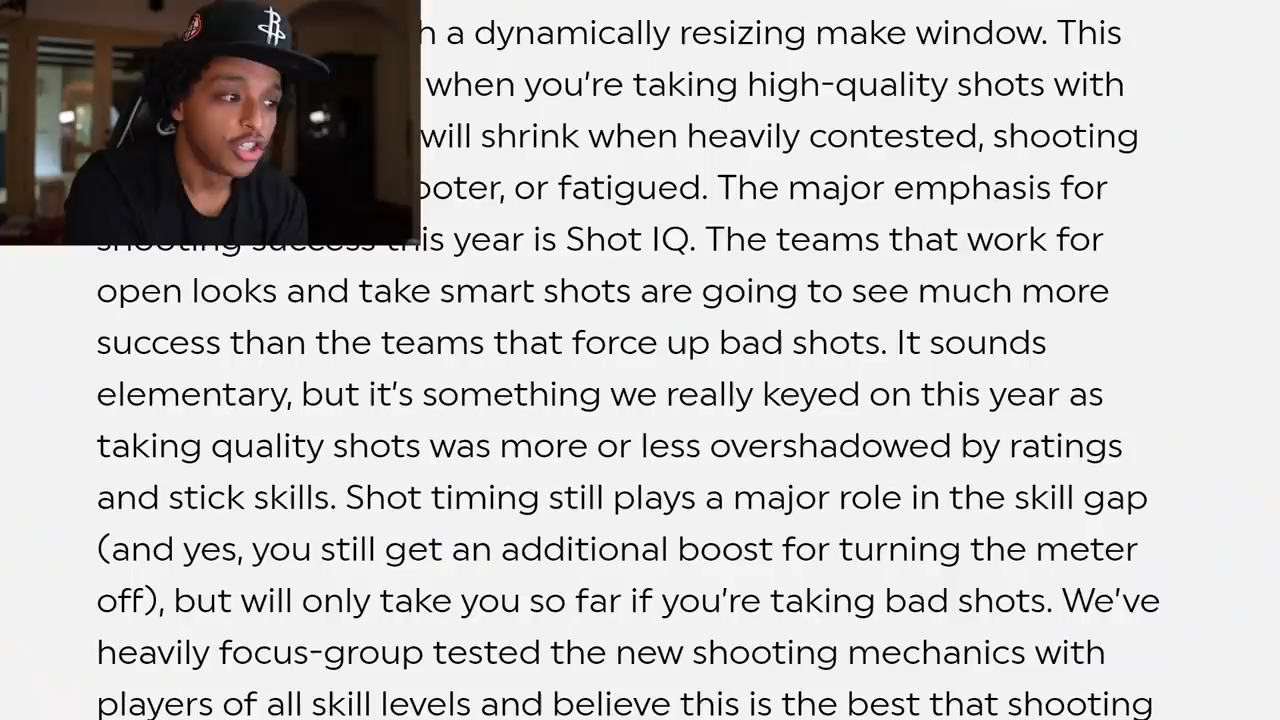 h a dynamically resizing make window. This
when you're taking high-quality shots with
will shrink when heavily contested, shooting
ooter, or fatigued. The major emphasis for
shooting success this year is Shot IQ. The teams that work for
open looks and take smart shots are going to see much more
success than the teams that force up bad shots. It sounds
elementary, but it's something we really keyed on this year as
taking quality shots was more or less overshadowed by ratings
and stick skills. Shot timing still plays a major role in the skill gap
(and yes, you still get an additional boost for turning the meter
off), but will only take you so far if you're taking bad shots. We've
heavily focus-group tested the new shooting mechanics with
players of all skill levels and believe this is the best that shooting